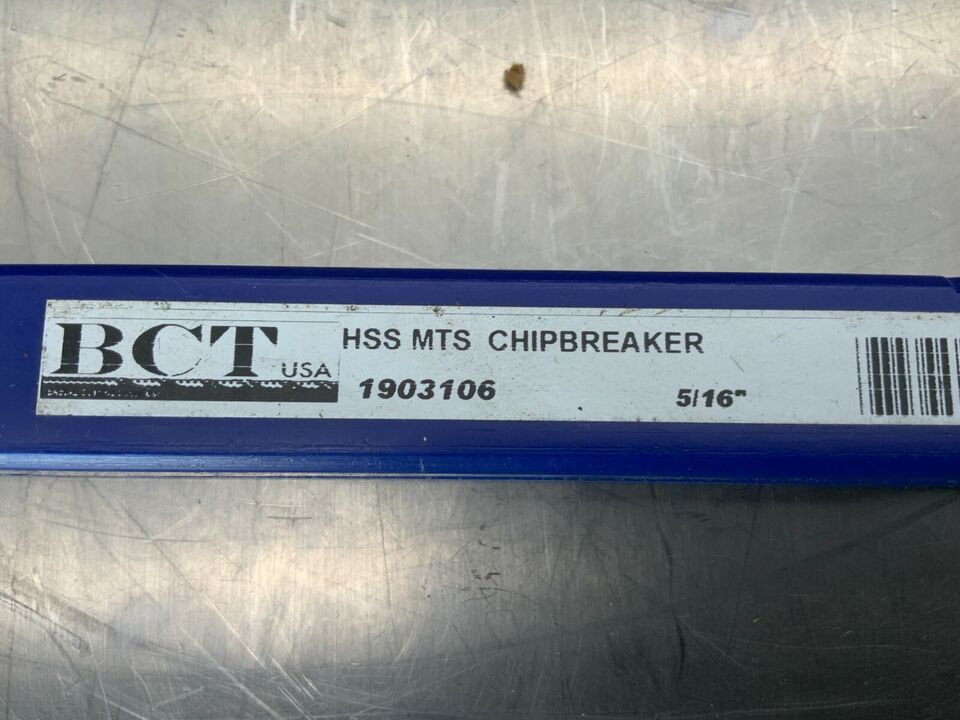 BCT USA
HSS MTS CHIPBREAKER
1903106 5/16"